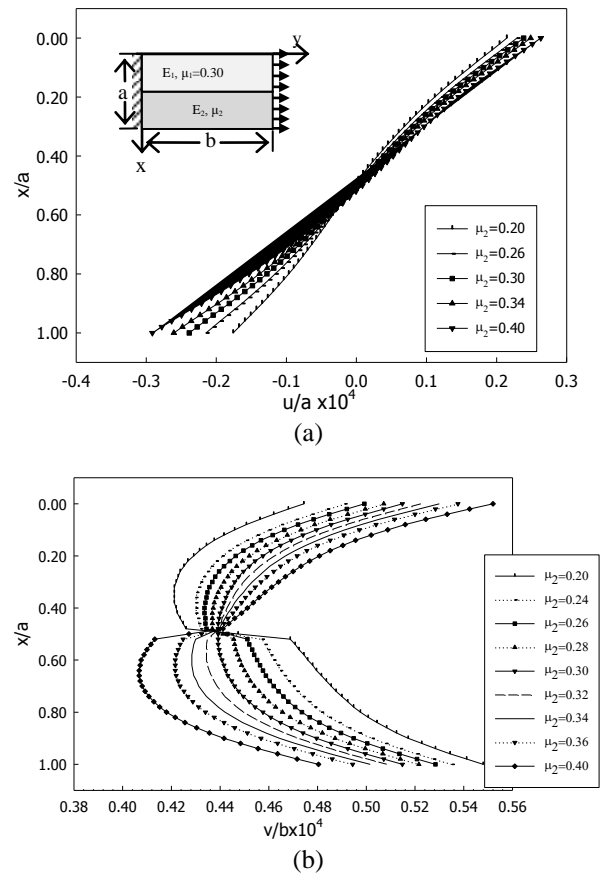 0.00
0.20
0.40
0.60
0.80
1.00
x/a
-0.4 -0.3 -0.2 -0.1 0.0 0.1 0.2 0.3
u/a x10⁴
y
a
E₁, μ₁=0.30
E₂, μ₂
b
x
μ₂=0.20
μ₂=0.26
μ₂=0.30
μ₂=0.34
μ₂=0.40
(a)
0.00
0.20
0.40
0.60
0.80
1.00
x/a
0.38 0.40 0.42 0.44 0.46 0.48 0.50 0.52 0.54 0.56
v/bx10⁴
μ₂=0.20
μ₂=0.24
μ₂=0.26
μ₂=0.28
μ₂=0.30
μ₂=0.32
μ₂=0.34
μ₂=0.36
μ₂=0.40
(b)